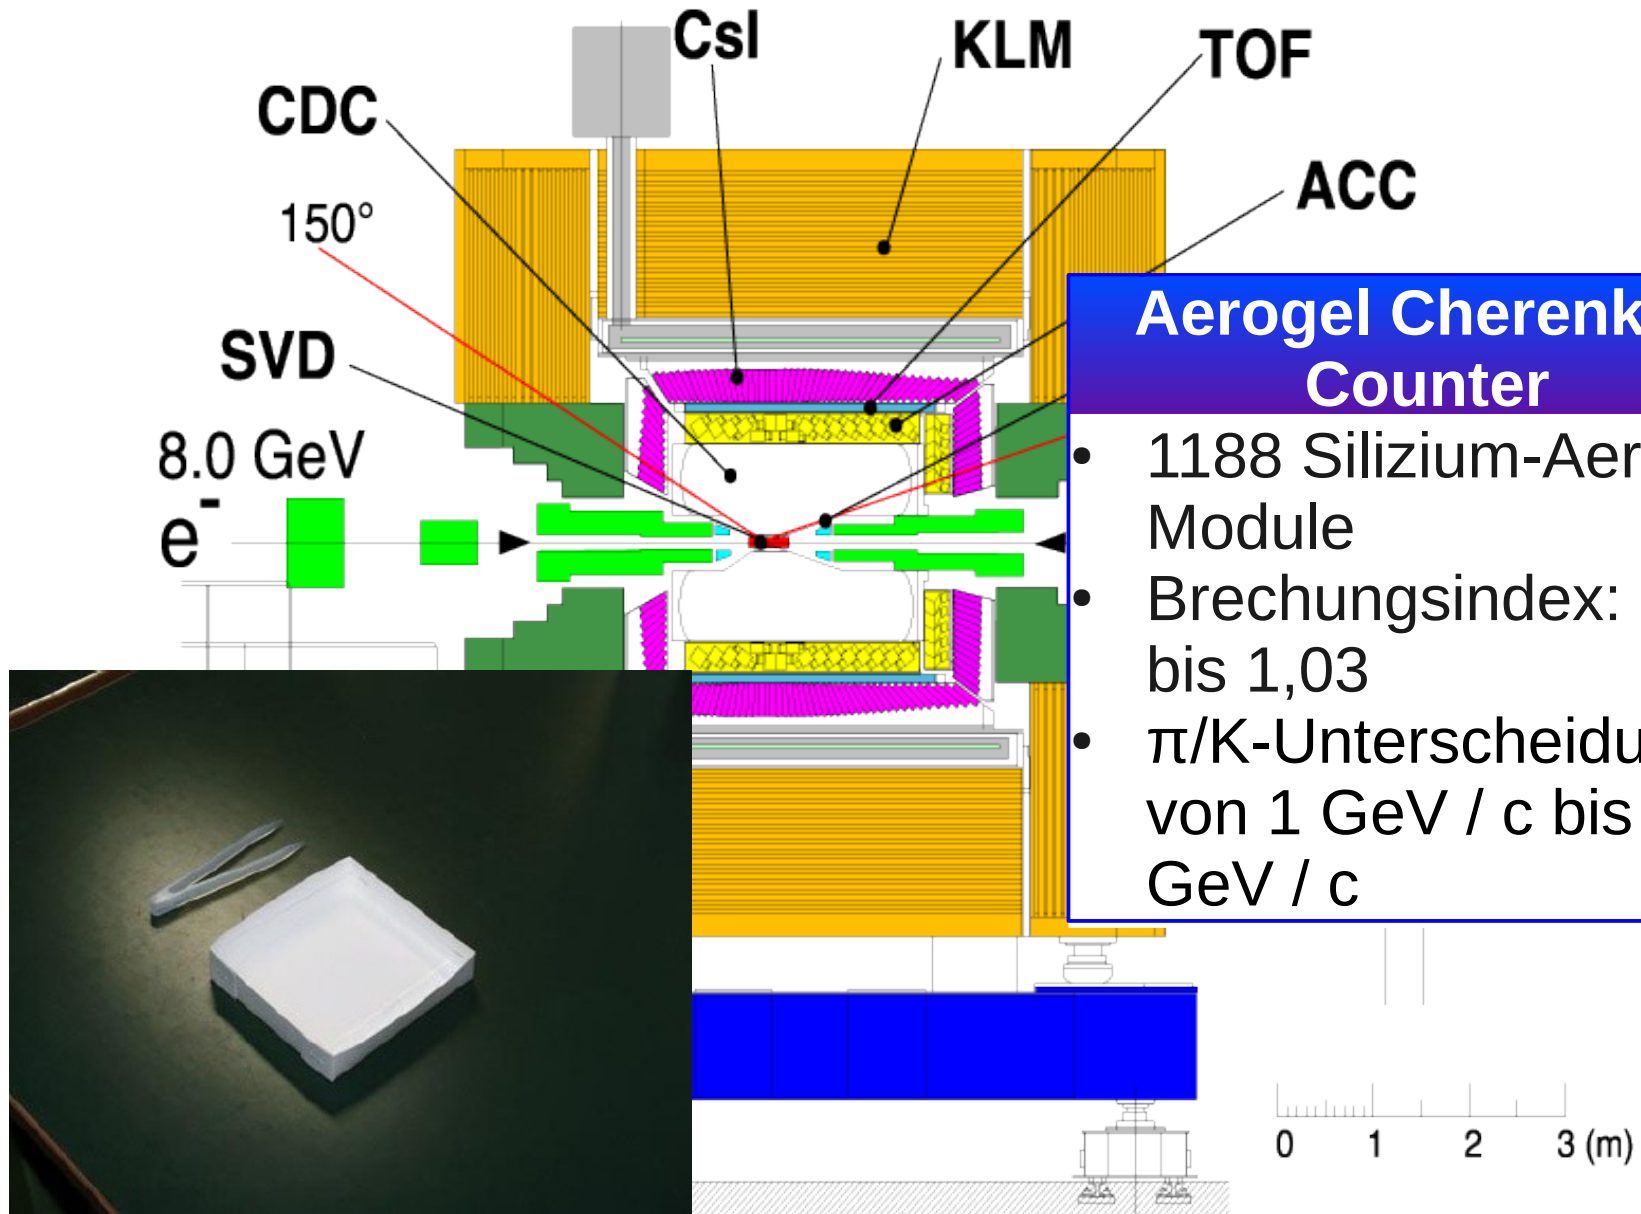 CsI
KLM
TOF
CDC
ACC
150°
SVD
8.0 GeV
e-
Aerogel Cherenk
Counter
• 1188 Silizium-Aer
Module
• Brechungsindex:
bis 1,03
• π/K-Unterscheidu
von 1 GeV / c bis
GeV / c
0 1 2 3 (m)